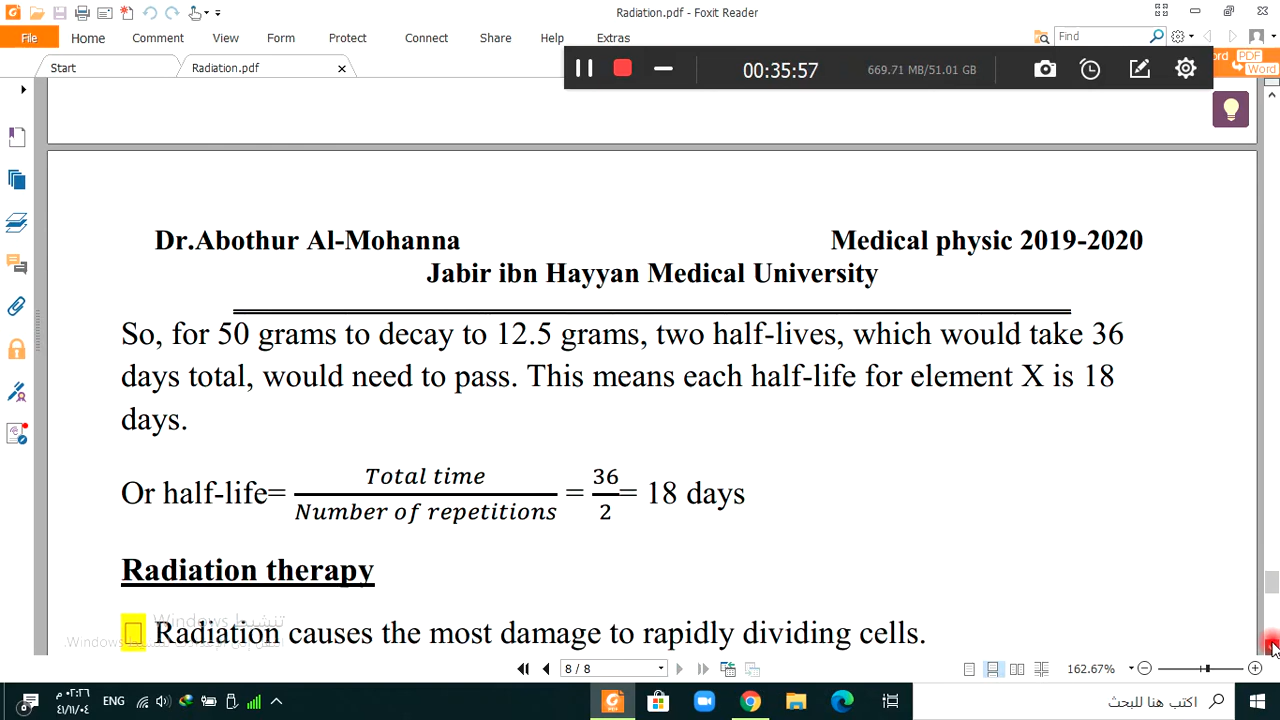 Radiation.pdf - Foxit Reader
File Home Comment View Form Protect Connect Share Help Extras
Find
Start
Radiation.pdf
00:35:57
669.71 MB/51.01 GB
PDF
Word
Dr.Abothur Al-Mohanna Medical physic 2019-2020
Jabir ibn Hayyan Medical University
So, for 50 grams to decay to 12.5 grams, two half-lives, which would take 36
days total, would need to pass. This means each half-life for element X is 18
days.
Or half-life= Total time / Number of repetitions = 36 / 2 = 18 days
Radiation therapy
Radiation causes the most damage to rapidly dividing cells.
تنشيط Windows
8 / 8
162.67%
ENG
اكتب هنا للبحث